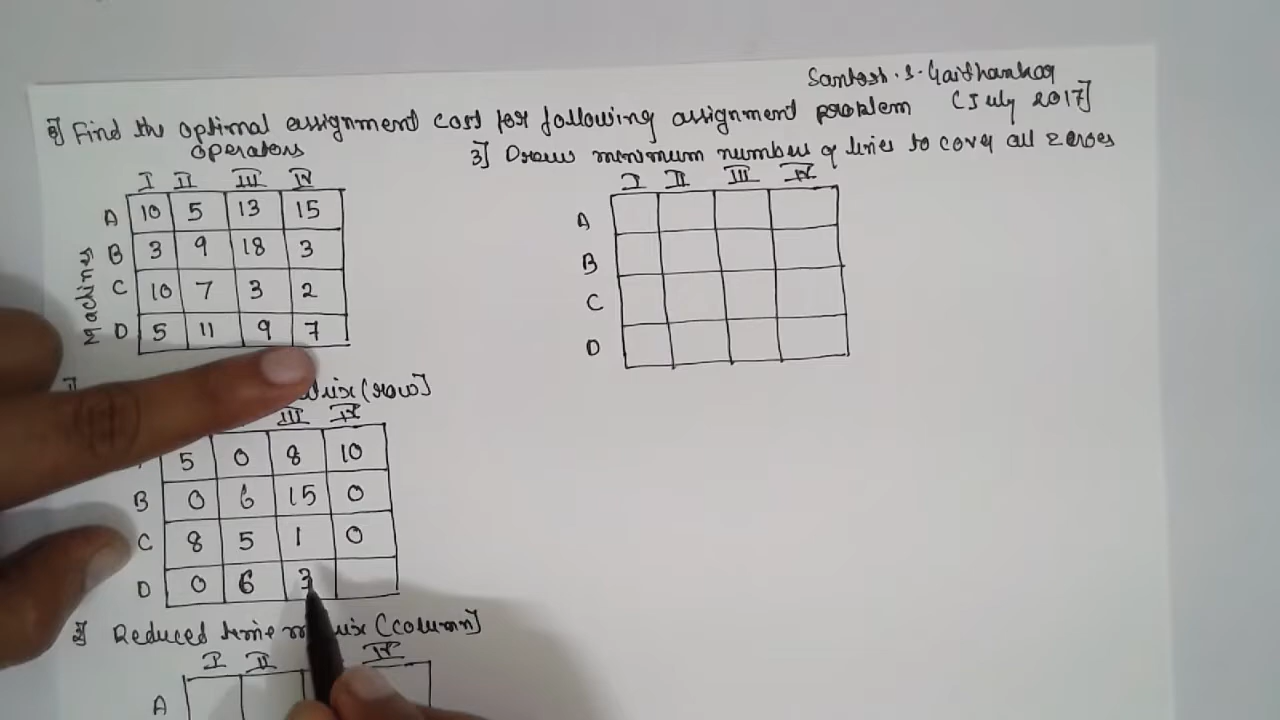 Santosh.S.Gaithankar
Q] Find the optimal assignment cost for following assignment problem [July 2017]
operators
I II III IV
Machines
A 10 5 13 15
B 3 9 18 3
C 10 7 3 2
D 5 11 9 7
1]
(row]
III IV
5 0 8 10
B 0 6 15 0
C 8 5 1 0
D 0 6 3
2] Reduced time (column]
I II IV
A
3] Draw minimum number of lines to cover all zeroes
I II III IV
A
B
C
D